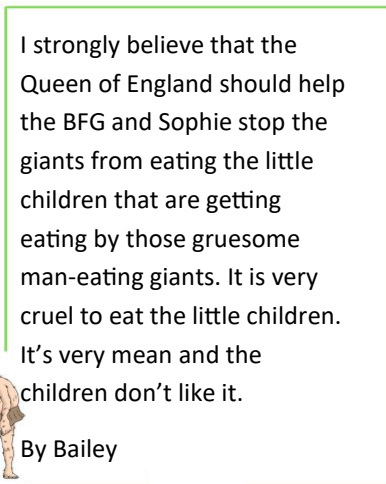 I strongly believe that the
Queen of England should help
the BFG and Sophie stop the
giants from eating the little
children that are getting
eating by those gruesome
man-eating giants. It is very
cruel to eat the little children.
It’s very mean and the
children don’t like it.
By Bailey